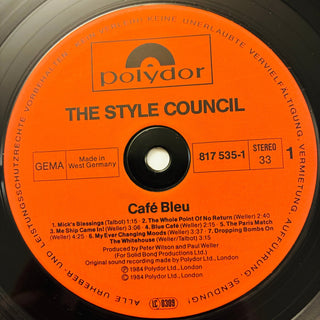 polydor
THE STYLE COUNCIL
GEMA
Made in
West Germany
817 535-1
STEREO
33
1
Café Bleu
1. Mick's Blessings (Talbot) 1:15 2. The Whole Point Of No Return (Weller) 2:40
3. Me Ship Came In! (Weller) 3:06 4. Blue Café (Weller) 2:15 5. The Paris Match
(Weller) 4:25 6. My Ever Changing Moods (Weller) 3:37 7. Dropping Bombs On
The Whitehouse (Weller/Talbot) 3:15
Produced by Peter Wilson and Paul Weller
(For Solid Bond Productions Ltd.)
Original sound recording made by Polydor Ltd., London
℗ 1984 Polydor Ltd., London
© 1984 Polydor Ltd., London
LC 0309
ALLE URHEBER- UND LEISTUNGSSCHUTZRECHTE VORBEHALTEN. KEINE UNERLAUBTE VERVIELFÄLTIGUNG, VERMIETUNG, AUFFÜHRUNG, SENDUNG!